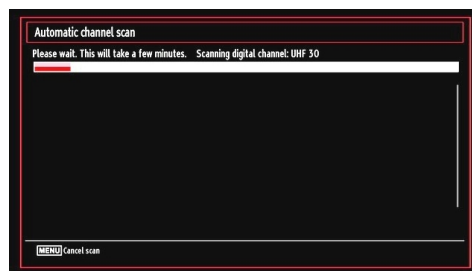 Automatic channel scan
Please wait. This will take a few minutes. Scanning digital channel: UHF 30
MENU Cancel scan